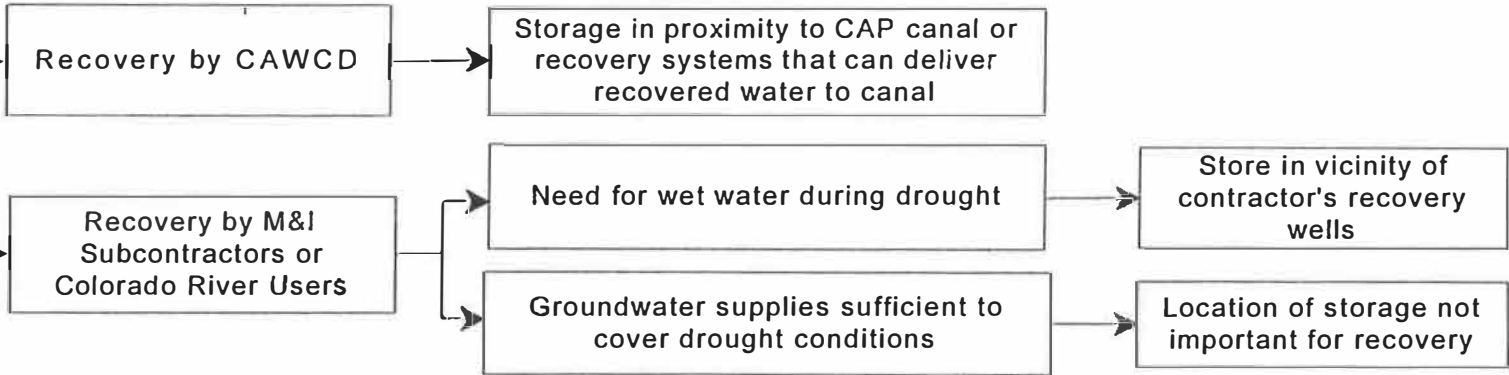 Recovery by CAWCD
Storage in proximity to CAP canal or
recovery systems that can deliver
recovered water to canal
Recovery by M&I
Subcontractors or
Colorado River Users
Need for wet water during drought
Store in vicinity of
contractor's recovery
wells
Groundwater supplies sufficient to
cover drought conditions
Location of storage not
important for recovery